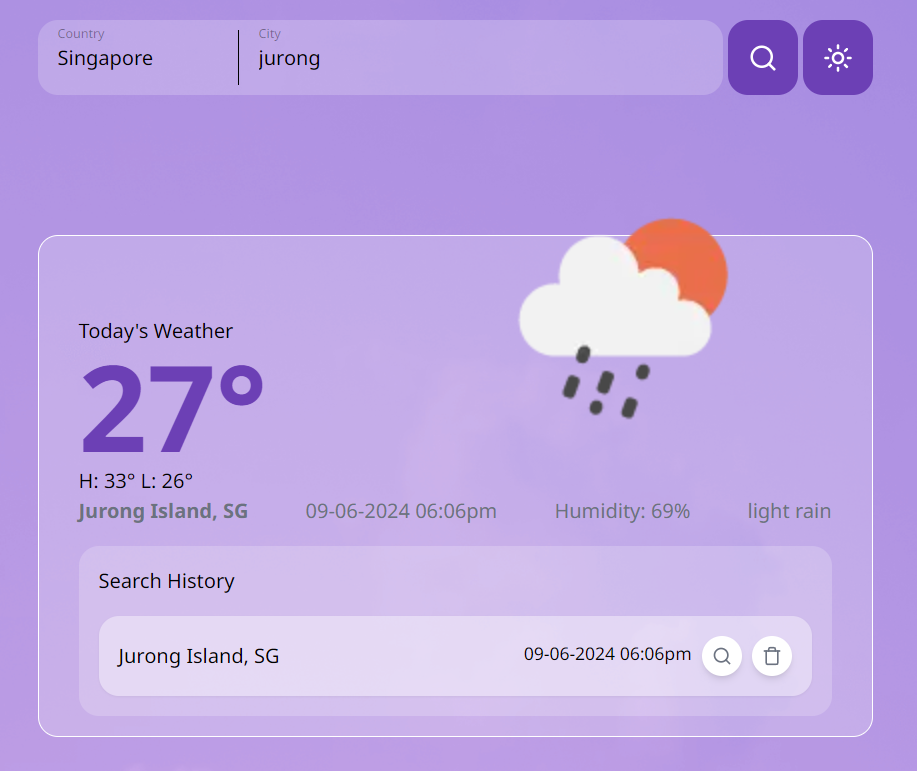 Country City
Singapore jurong
Today's Weather
27°
H: 33° L: 26°
Jurong Island, SG 09-06-2024 06:06pm Humidity: 69% light rain
Search History
Jurong Island, SG 09-06-2024 06:06pm